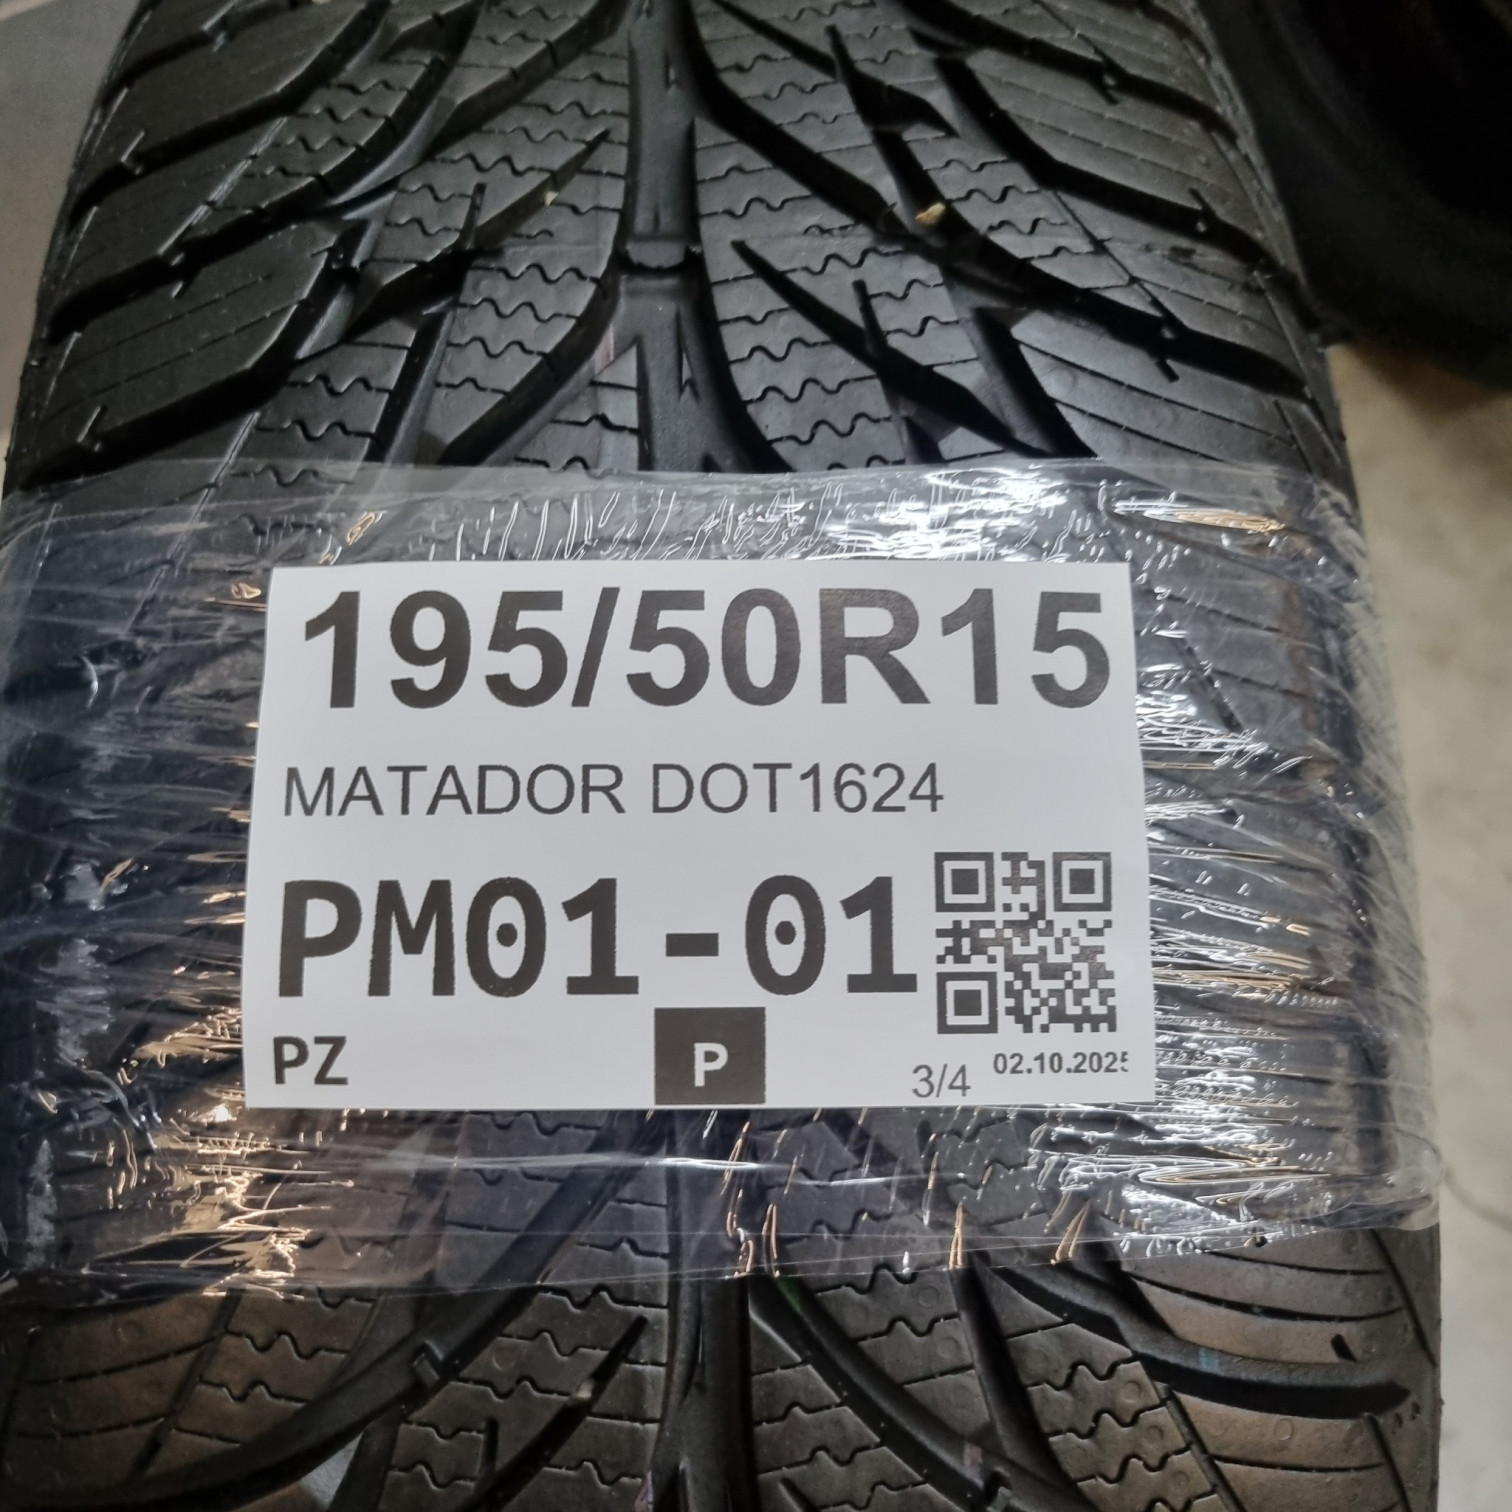 195/50R15
MATADOR DOT1624
PM01-01
PZ P 3/4 02.10.2025